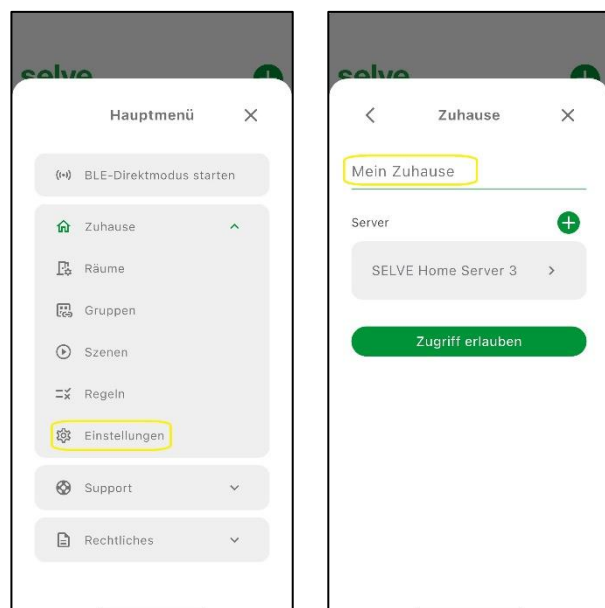 selve
Hauptmenü
BLE-Direktmodus starten
Zuhause
Räume
Gruppen
Szenen
Regeln
Einstellungen
Support
Rechtliches
selve
Zuhause
Mein Zuhause
Server
SELVE Home Server 3
Zugriff erlauben